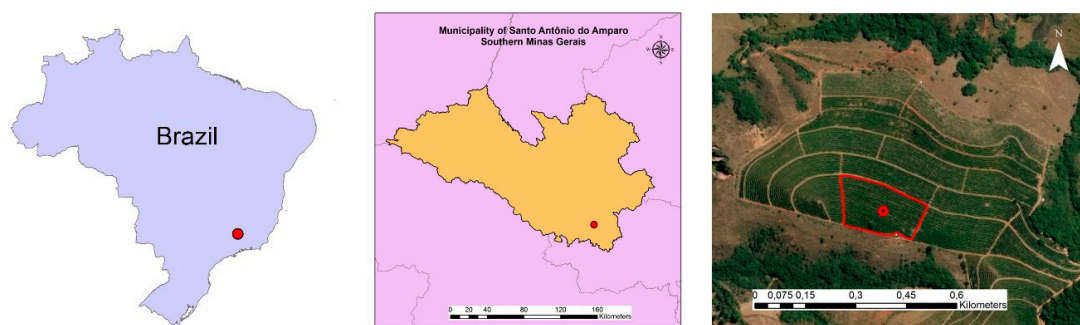 Brazil
Municipality of Santo Antônio do Amparo
Southern Minas Gerais
N
W
E
S
0 20 40 80 120 160
Kilometers
N
0 0,075 0,15 0,3 0,45 0,6
Kilometers